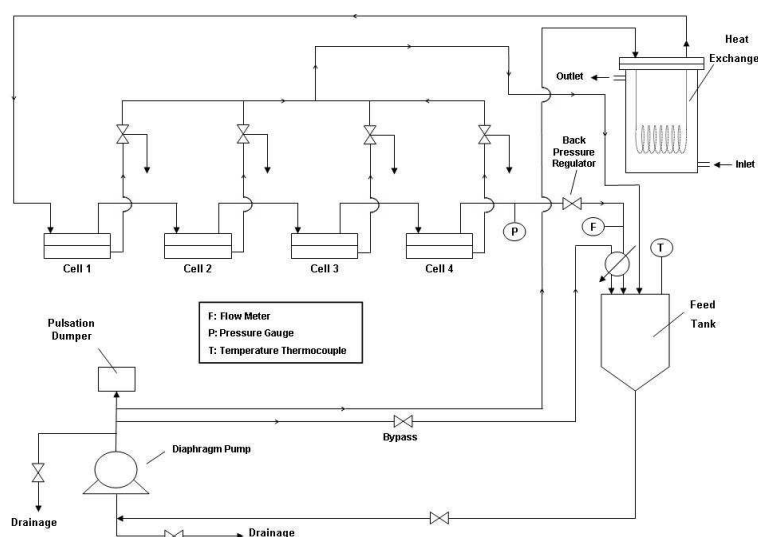 Heat
Exchange
Outlet
Inlet
Back
Pressure
Regulator
P
F
T
Cell 1
Cell 2
Cell 3
Cell 4
F: Flow Meter
P: Pressure Gauge
T: Temperature Thermocouple
Feed
Tank
Pulsation
Dumper
Bypass
Diaphragm Pump
Drainage
Drainage